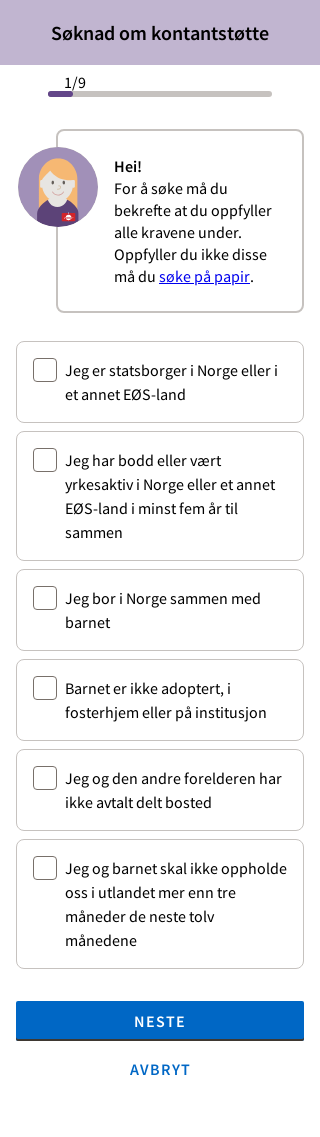 Søknad om kontantstøtte
1/9
Hei!
For å søke må du
bekrefte at du oppfyller
alle kravene under.
Oppfyller du ikke disse
må du søke på papir.
Jeg er statsborger i Norge eller i
et annet EØS-land
Jeg har bodd eller vært
yrkesaktiv i Norge eller et annet
EØS-land i minst fem år til
sammen
Jeg bor i Norge sammen med
barnet
Barnet er ikke adoptert, i
fosterhjem eller på institusjon
Jeg og den andre forelderen har
ikke avtalt delt bosted
Jeg og barnet skal ikke oppholde
oss i utlandet mer enn tre
måneder de neste tolv
månedene
NESTE
AVBRYT